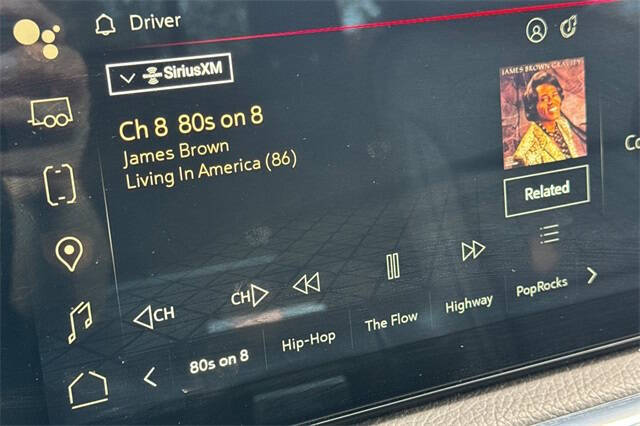 Driver
SiriusXM
Ch 8 80s on 8
James Brown
Living In America (86)
JAMES BROWN GRAVITY
Related
Co
CH
CH
80s on 8
Hip-Hop
The Flow
Highway
PopRocks